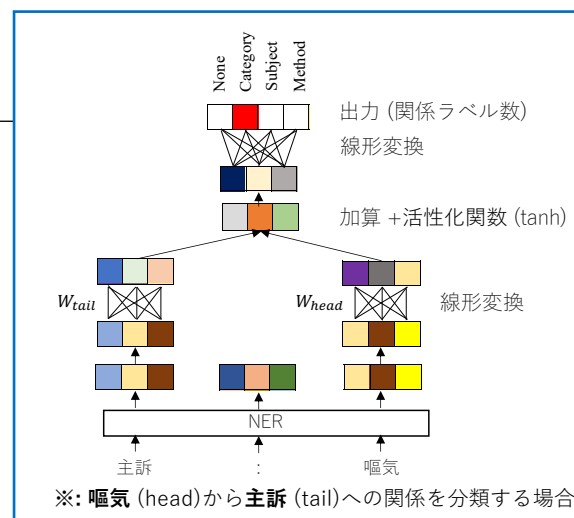 None
Category
Subject
Method
出力 (関係ラベル数)
線形変換
加算 +活性化関数 (tanh)
W_tail
W_head
線形変換
NER
主訴
:
嘔気
※: 嘔気 (head)から主訴 (tail)への関係を分類する場合